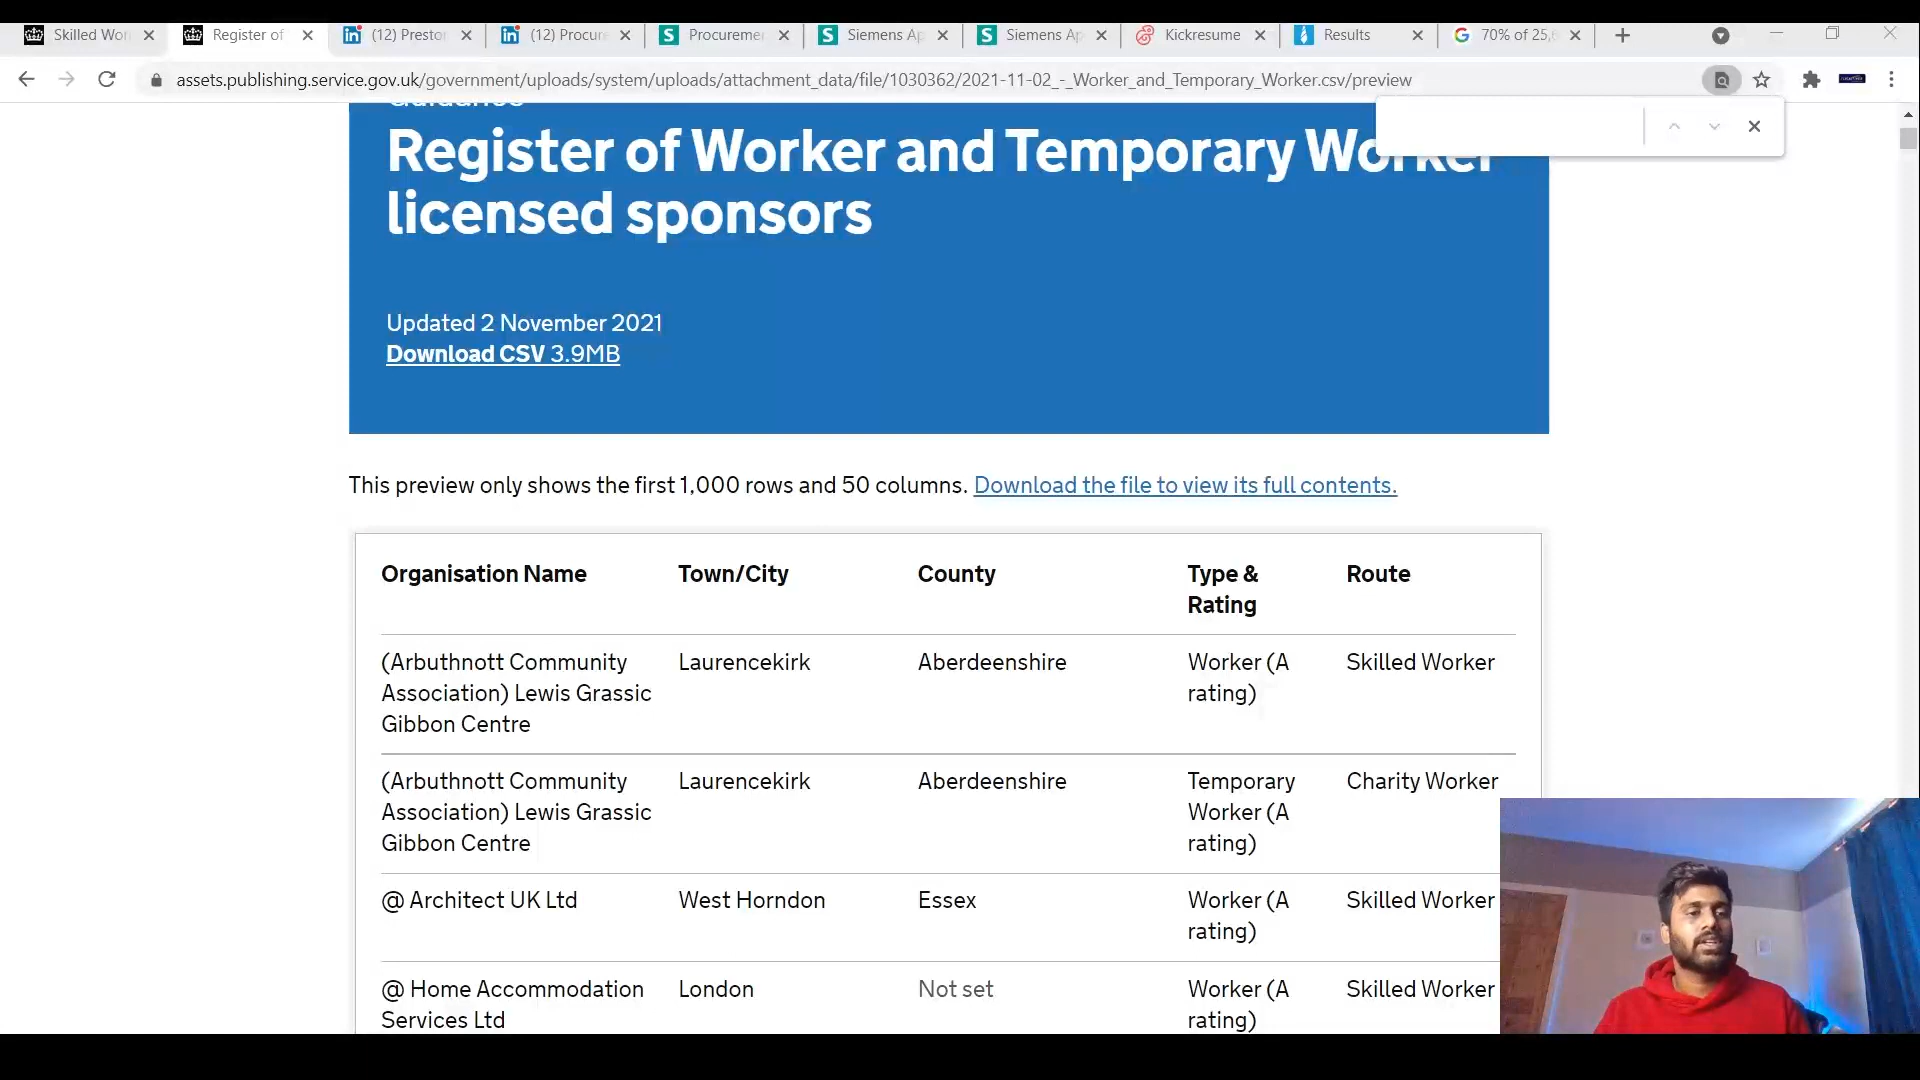 Skilled Wor
Register of
(12) Presto
(12) Procur
Procureme
Siemens Ap
Siemens Ap
Kickresume
Results
70% of 25,6
assets.publishing.service.gov.uk/government/uploads/system/uploads/attachment_data/file/1030362/2021-11-02_-_Worker_and_Temporary_Worker.csv/preview
Guidance
Register of Worker and Temporary Worker
licensed sponsors
Updated 2 November 2021
Download CSV 3.9MB
This preview only shows the first 1,000 rows and 50 columns. Download the file to view its full contents.
Organisation Name Town/City County Type & Route
Rating
(Arbuthnott Community Laurencekirk Aberdeenshire Worker (A Skilled Worker
Association) Lewis Grassic rating)
Gibbon Centre
(Arbuthnott Community Laurencekirk Aberdeenshire Temporary Charity Worker
Association) Lewis Grassic Worker (A
Gibbon Centre rating)
@ Architect UK Ltd West Horndon Essex Worker (A Skilled Worker
rating)
@ Home Accommodation London Not set Worker (A Skilled Worker
Services Ltd rating)